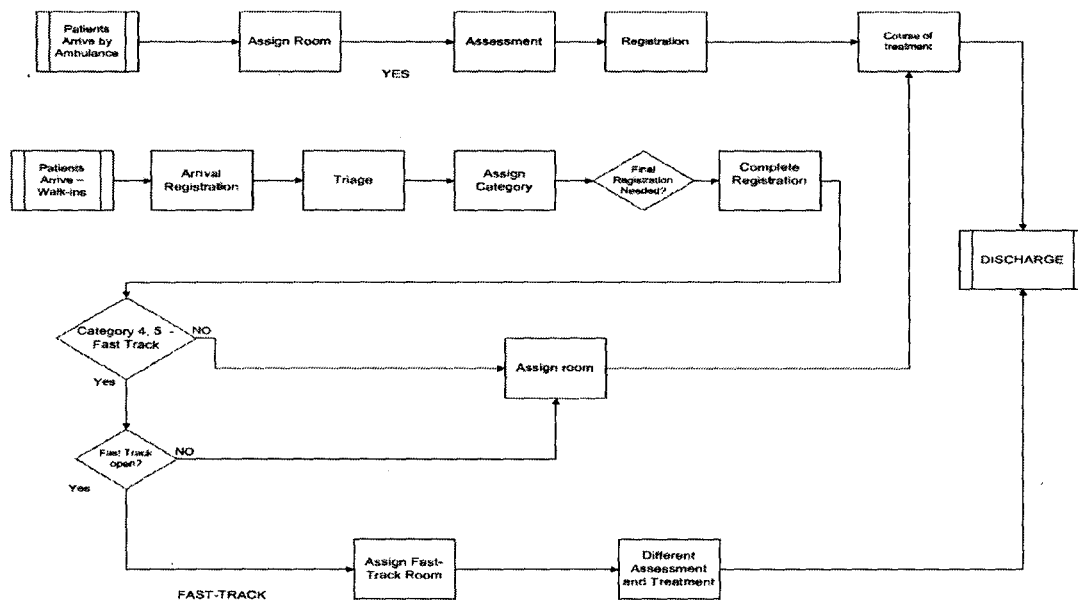 Patients
Arrive by
Ambulance
Assign Room
Assessment
Registration
Course of
treatment
YES
Patients
Arrive –
Walk-ins
Arrival
Registration
Triage
Assign
Category
Final
Registration
Needed?
Complete
Registration
DISCHARGE
Category 4, 5 -
Fast Track
NO
Assign room
Yes
Fast Track
open?
NO
Yes
Assign Fast-
Track Room
Different
Assessment
and Treatment
FAST-TRACK